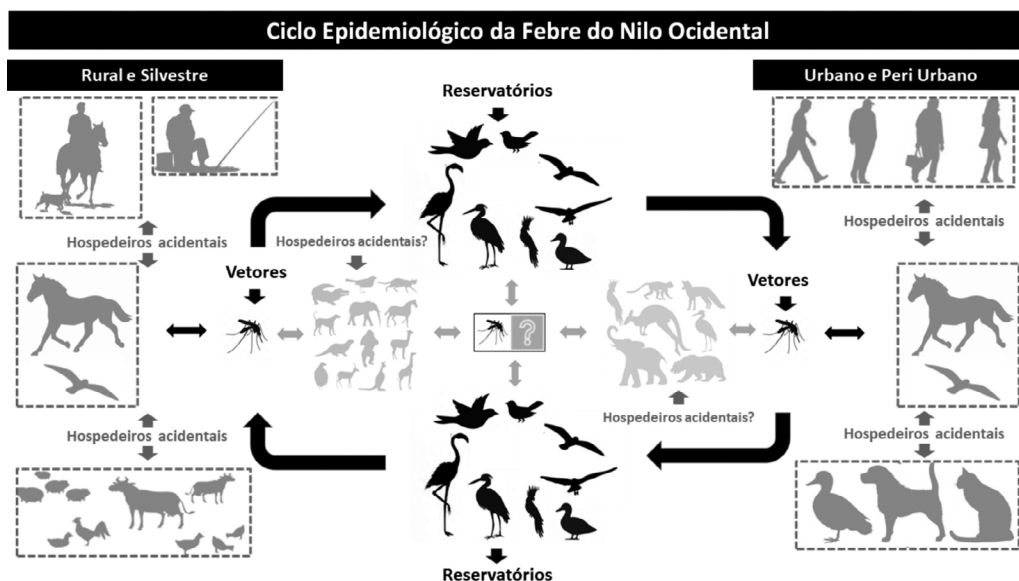 Ciclo Epidemiológico da Febre do Nilo Ocidental
Rural e Silvestre
Urbano e Peri Urbano
Reservatórios
Hospedeiros acidentais
Hospedeiros acidentais?
Hospedeiros acidentais
Vetores
Vetores
?
Hospedeiros acidentais
Hospedeiros acidentais?
Hospedeiros acidentais
Reservatórios